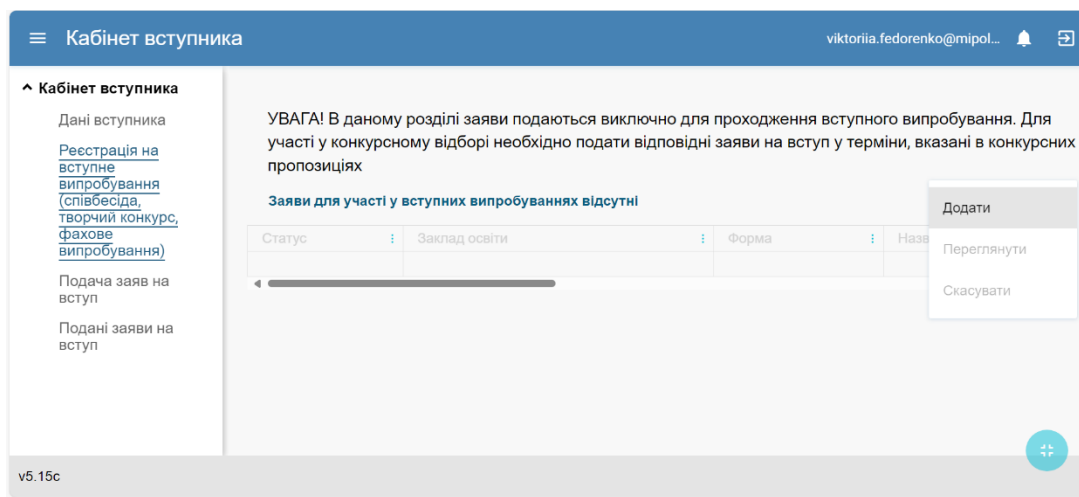 Кабінет вступника
viktoriia.fedorenko@mipol...
Кабінет вступника
Дані вступника
Реєстрація на
вступне
випробування
(співбесіда,
творчий конкурс,
фахове
випробування)
Подача заяв на
вступ
Подані заяви на
вступ
УВАГА! В даному розділі заяви подаються виключно для проходження вступного випробування. Для
участі у конкурсному відборі необхідно подати відповідні заяви на вступ у терміни, вказані в конкурсних
пропозиціях
Заяви для участі у вступних випробуваннях відсутні
Статус Заклад освіти Форма Назв
Додати
Переглянути
Скасувати
v5.15c